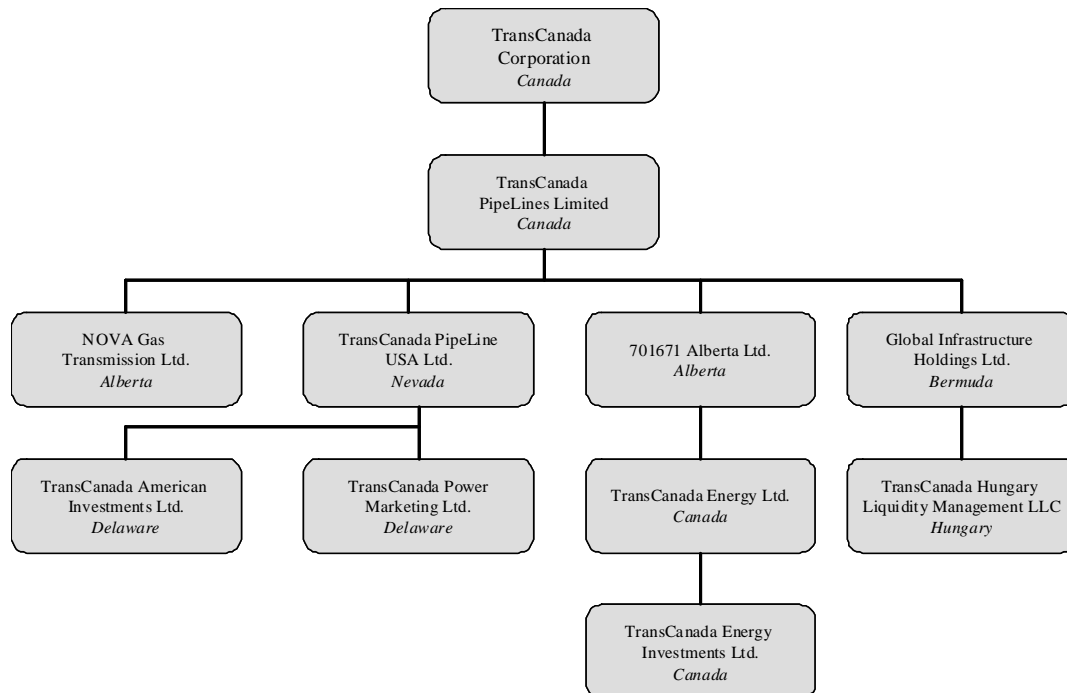 TransCanada
Corporation
Canada
TransCanada
PipeLines Limited
Canada
NOVA Gas
Transmission Ltd.
Alberta
TransCanada PipeLine
USA Ltd.
Nevada
701671 Alberta Ltd.
Alberta
Global Infrastructure
Holdings Ltd.
Bermuda
TransCanada American
Investments Ltd.
Delaware
TransCanada Power
Marketing Ltd.
Delaware
TransCanada Energy Ltd.
Canada
TransCanada Hungary
Liquidity Management LLC
Hungary
TransCanada Energy
Investments Ltd.
Canada